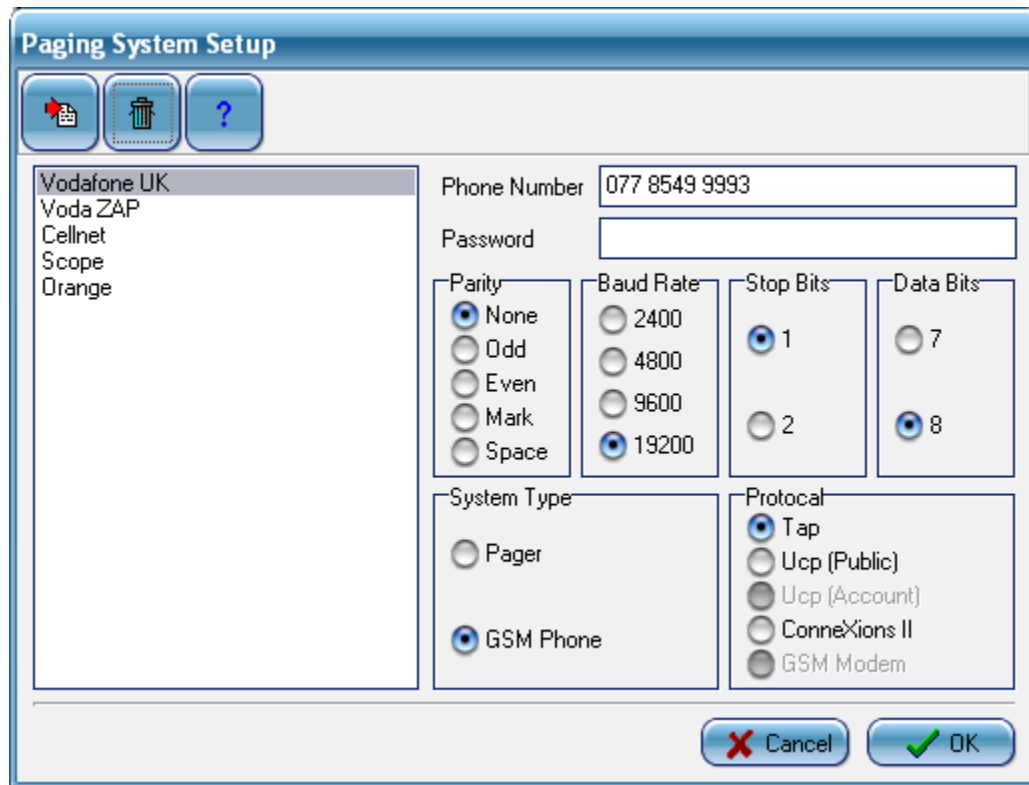 Paging System Setup
?
Vodafone UK
Voda ZAP
Cellnet
Scope
Orange
Phone Number 077 8549 9993
Password
Parity
None
Odd
Even
Mark
Space
Baud Rate
2400
4800
9600
19200
Stop Bits
1
2
Data Bits
7
8
System Type
Pager
GSM Phone
Protocal
Tap
Ucp (Public)
Ucp (Account)
ConneXions II
GSM Modem
Cancel
OK